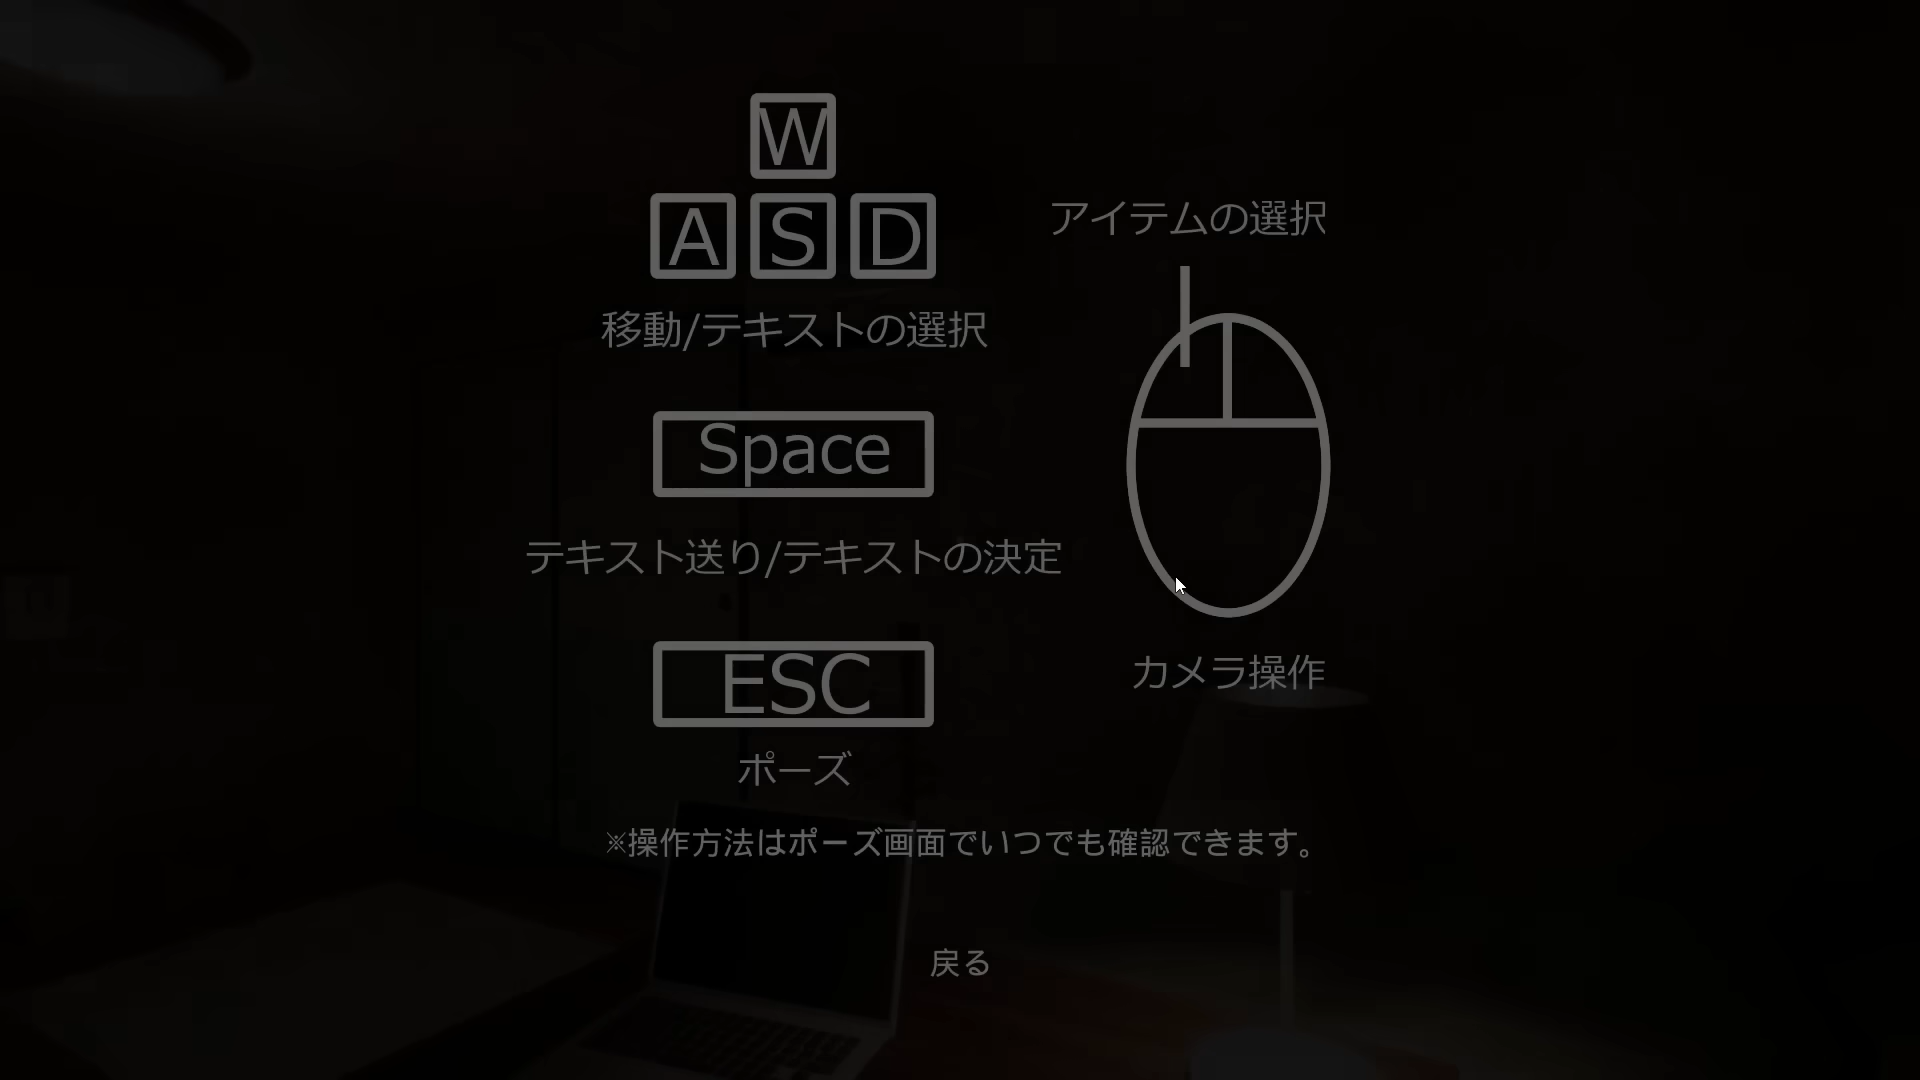 W
A S D
移動/テキストの選択
Space
テキスト送り/テキストの決定
ESC
ポーズ
アイテムの選択
カメラ操作
※操作方法はポーズ画面でいつでも確認できます。
戻る